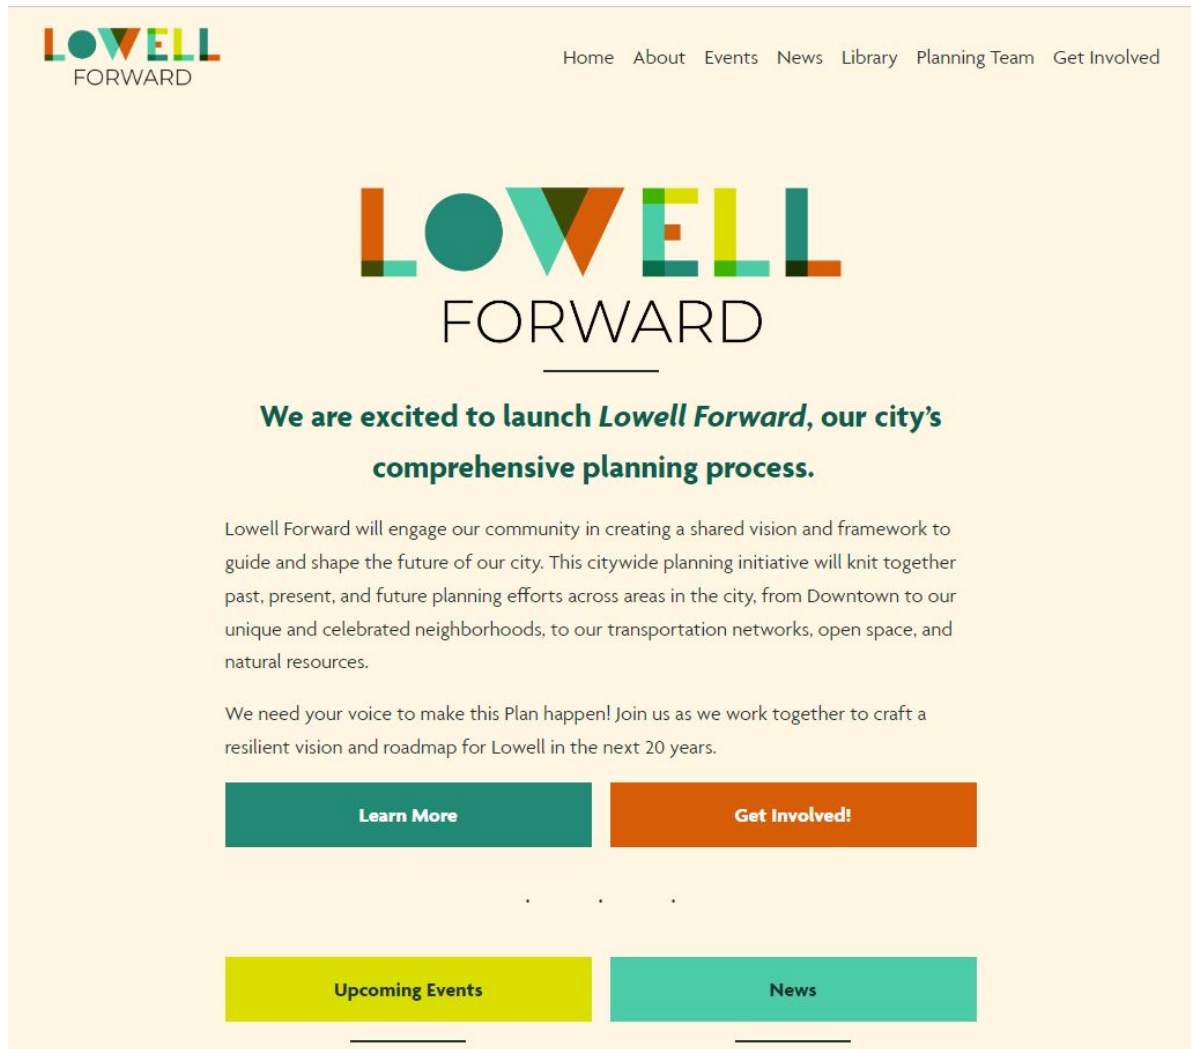 LOWELL
FORWARD
Home About Events News Library Planning Team Get Involved
LOWELL
FORWARD
We are excited to launch Lowell Forward, our city’s
comprehensive planning process.
Lowell Forward will engage our community in creating a shared vision and framework to
guide and shape the future of our city. This citywide planning initiative will knit together
past, present, and future planning efforts across areas in the city, from Downtown to our
unique and celebrated neighborhoods, to our transportation networks, open space, and
natural resources.
We need your voice to make this Plan happen! Join us as we work together to craft a
resilient vision and roadmap for Lowell in the next 20 years.
Learn More
Get Involved!
Upcoming Events
News